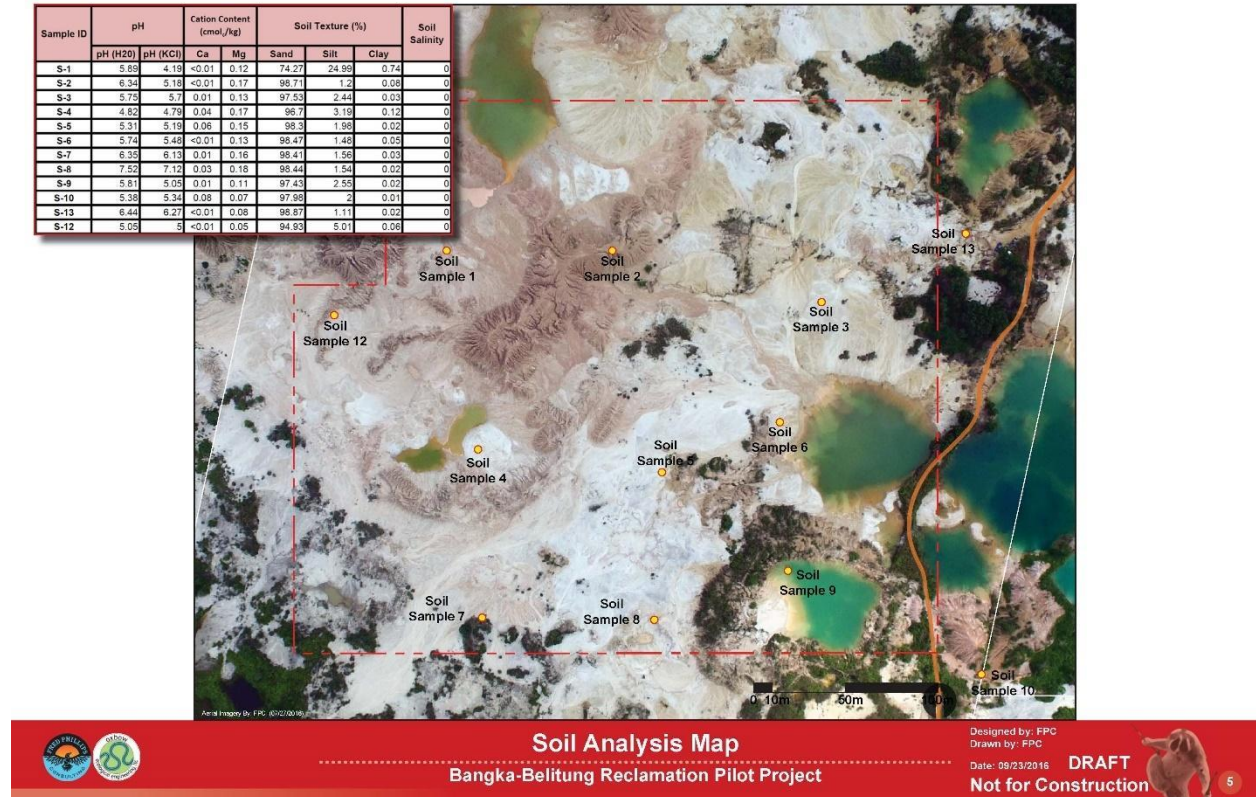 Sample ID pH Cation Content (cmol,/kg) Soil Texture (%) Soil Salinity
pH (H20) pH (KCl) Ca Mg Sand Silt Clay
S-1 5.89 4.19 <0.01 0.12 74.27 24.99 0.74 0
S-2 6.34 5.18 <0.01 0.17 98.71 1.2 0.08 0
S-3 5.75 5.7 0.01 0.13 97.53 2.44 0.03 0
S-4 4.82 4.79 0.04 0.17 96.7 3.19 0.12 0
S-5 5.31 5.19 0.06 0.15 98.3 1.98 0.02 0
S-6 5.74 5.48 <0.01 0.13 98.47 1.48 0.05 0
S-7 6.35 6.13 0.01 0.16 98.41 1.56 0.03 0
S-8 7.52 7.12 0.03 0.18 98.44 1.54 0.02 0
S-9 5.81 5.05 0.01 0.11 97.43 2.55 0.02 0
S-10 5.38 5.34 0.08 0.07 97.98 2 0.01 0
S-13 6.44 6.27 <0.01 0.08 98.87 1.11 0.02 0
S-12 5.05 5 <0.01 0.05 94.93 5.01 0.06 0
Soil
Sample 13
Soil
Sample 1
Soil
Sample 2
Soil
Sample 3
Soil
Sample 12
Soil
Sample 6
Soil
Sample 5
Soil
Sample 4
Soil
Sample 9
Soil
Sample 7
Soil
Sample 8
Soil
Sample 10
0 10m 50m 100m
Aerial Imagery By: FPC (07/27/2016)
FRED PHILLIPS
CONSULTING
oxbow
ecological engineering
Soil Analysis Map
Bangka-Belitung Reclamation Pilot Project
Designed by: FPC
Drawn by: FPC
Date: 09/23/2016 DRAFT
Not for Construction
5